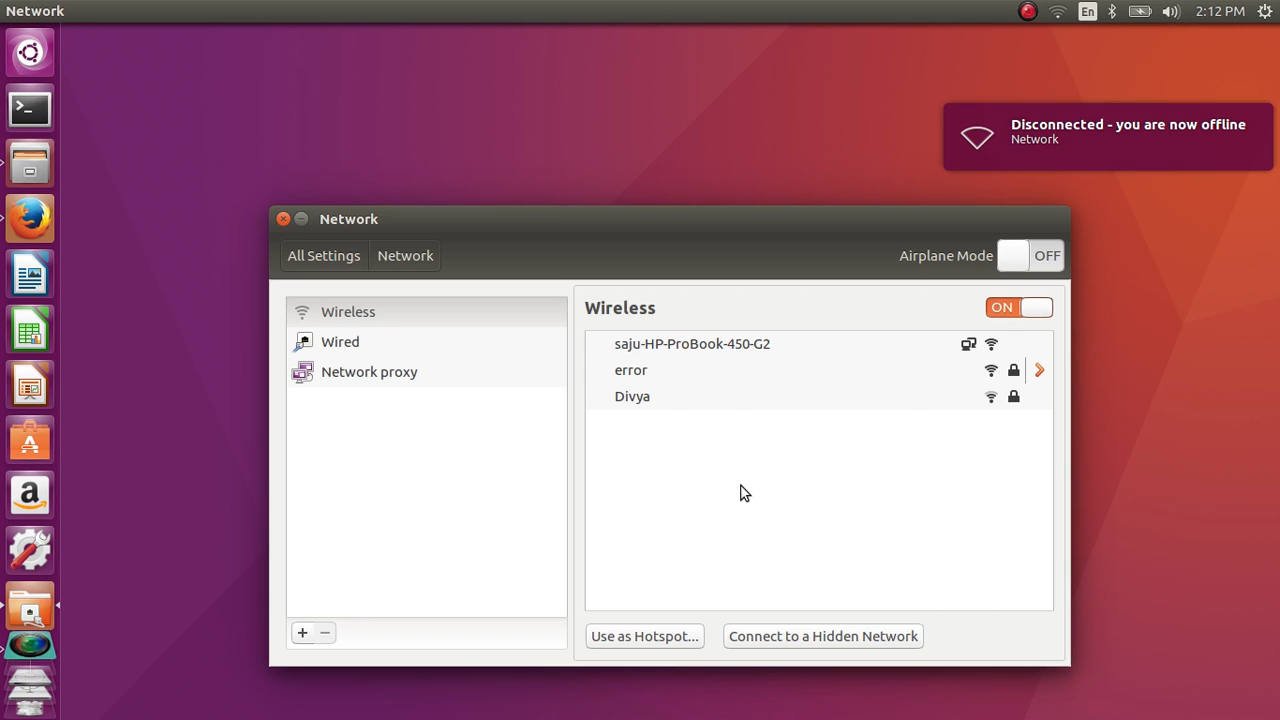 Network
En
2:12 PM
Disconnected - you are now offline
Network
Network
All Settings
Network
Airplane Mode
OFF
Wireless
Wired
Network proxy
Wireless
ON
saju-HP-ProBook-450-G2
error
Divya
Use as Hotspot...
Connect to a Hidden Network